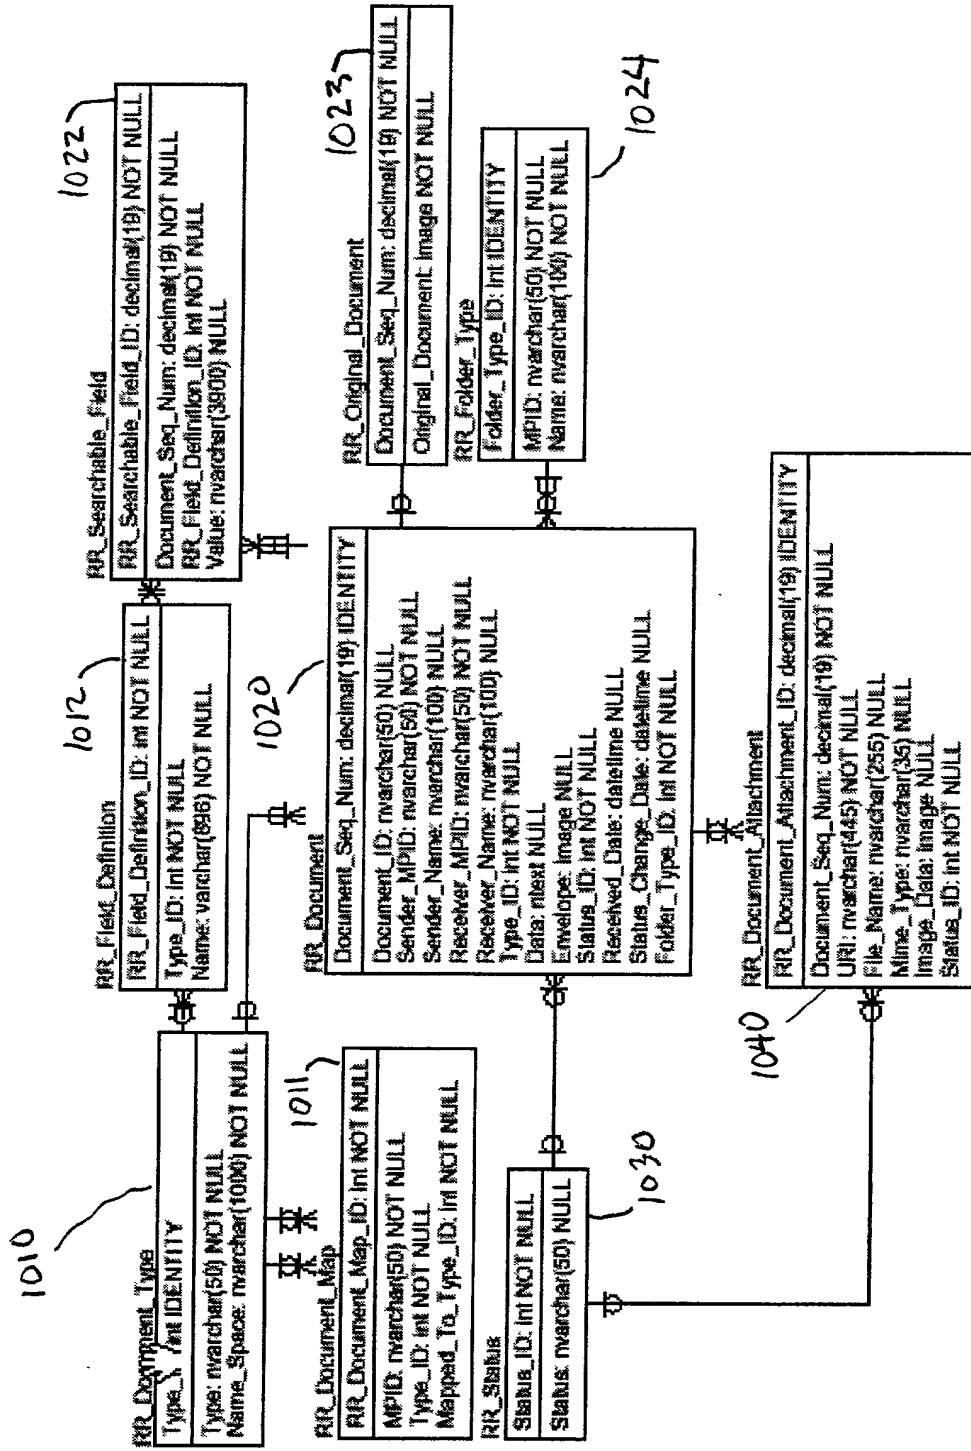 1010
RR_Document_Type
int IDENTITY
Type: nvarchar(50) NOT NULL
Name_Space: nvarchar(1000) NOT NULL
1011
RR_Document_Map
RR_Document_Map_ID: int NOT NULL
MPID: nvarchar(50) NOT NULL
Type_ID: int NOT NULL
Mapped_To_Type_ID: int NOT NULL
RR_Status
Status_ID: int NOT NULL
Status: nvarchar(50) NULL
1030
1012
RR_Field_Definition
RR_Field_Definition_ID: int NOT NULL
Type_ID: int NOT NULL
Name: varchar(896) NOT NULL
1020
RR_Document
Document_Seq_Num: decimal(19) IDENTITY
Document_ID: nvarchar(50) NULL
Sender_MPID: nvarchar(50) NOT NULL
Sender_Name: nvarchar(100) NULL
Receiver_MPID: nvarchar(50) NOT NULL
Receiver_Name: nvarchar(100) NULL
Type_ID: int NOT NULL
Data: ntext NULL
Envelope: image NULL
Status_ID: int NOT NULL
Received_Date: datetime NULL
Status_Change_Date: datetime NULL
Folder_Type_ID: int NOT NULL
1040
RR_Document_Attachment
RR_Document_Attachment_ID: decimal(19) IDENTITY
Document_Seq_Num: decimal(19) NOT NULL
URI: nvarchar(445) NOT NULL
File_Name: nvarchar(255) NULL
Mime_Type: nvarchar(35) NULL
Image_Data: image NULL
Status_ID: int NOT NULL
1022
RR_Searchable_Field
RR_Searchable_Field_ID: decimal(19) NOT NULL
Document_Seq_Num: decimal(19) NOT NULL
RR_Field_Definition_ID: int NOT NULL
Value: nvarchar(3900) NULL
1023
RR_Original_Document
Document_Seq_Num: decimal(19) NOT NULL
Original_Document: image NOT NULL
RR_Folder_Type
Folder_Type_ID: int IDENTITY
MPID: nvarchar(50) NOT NULL
Name: nvarchar(100) NOT NULL
1024